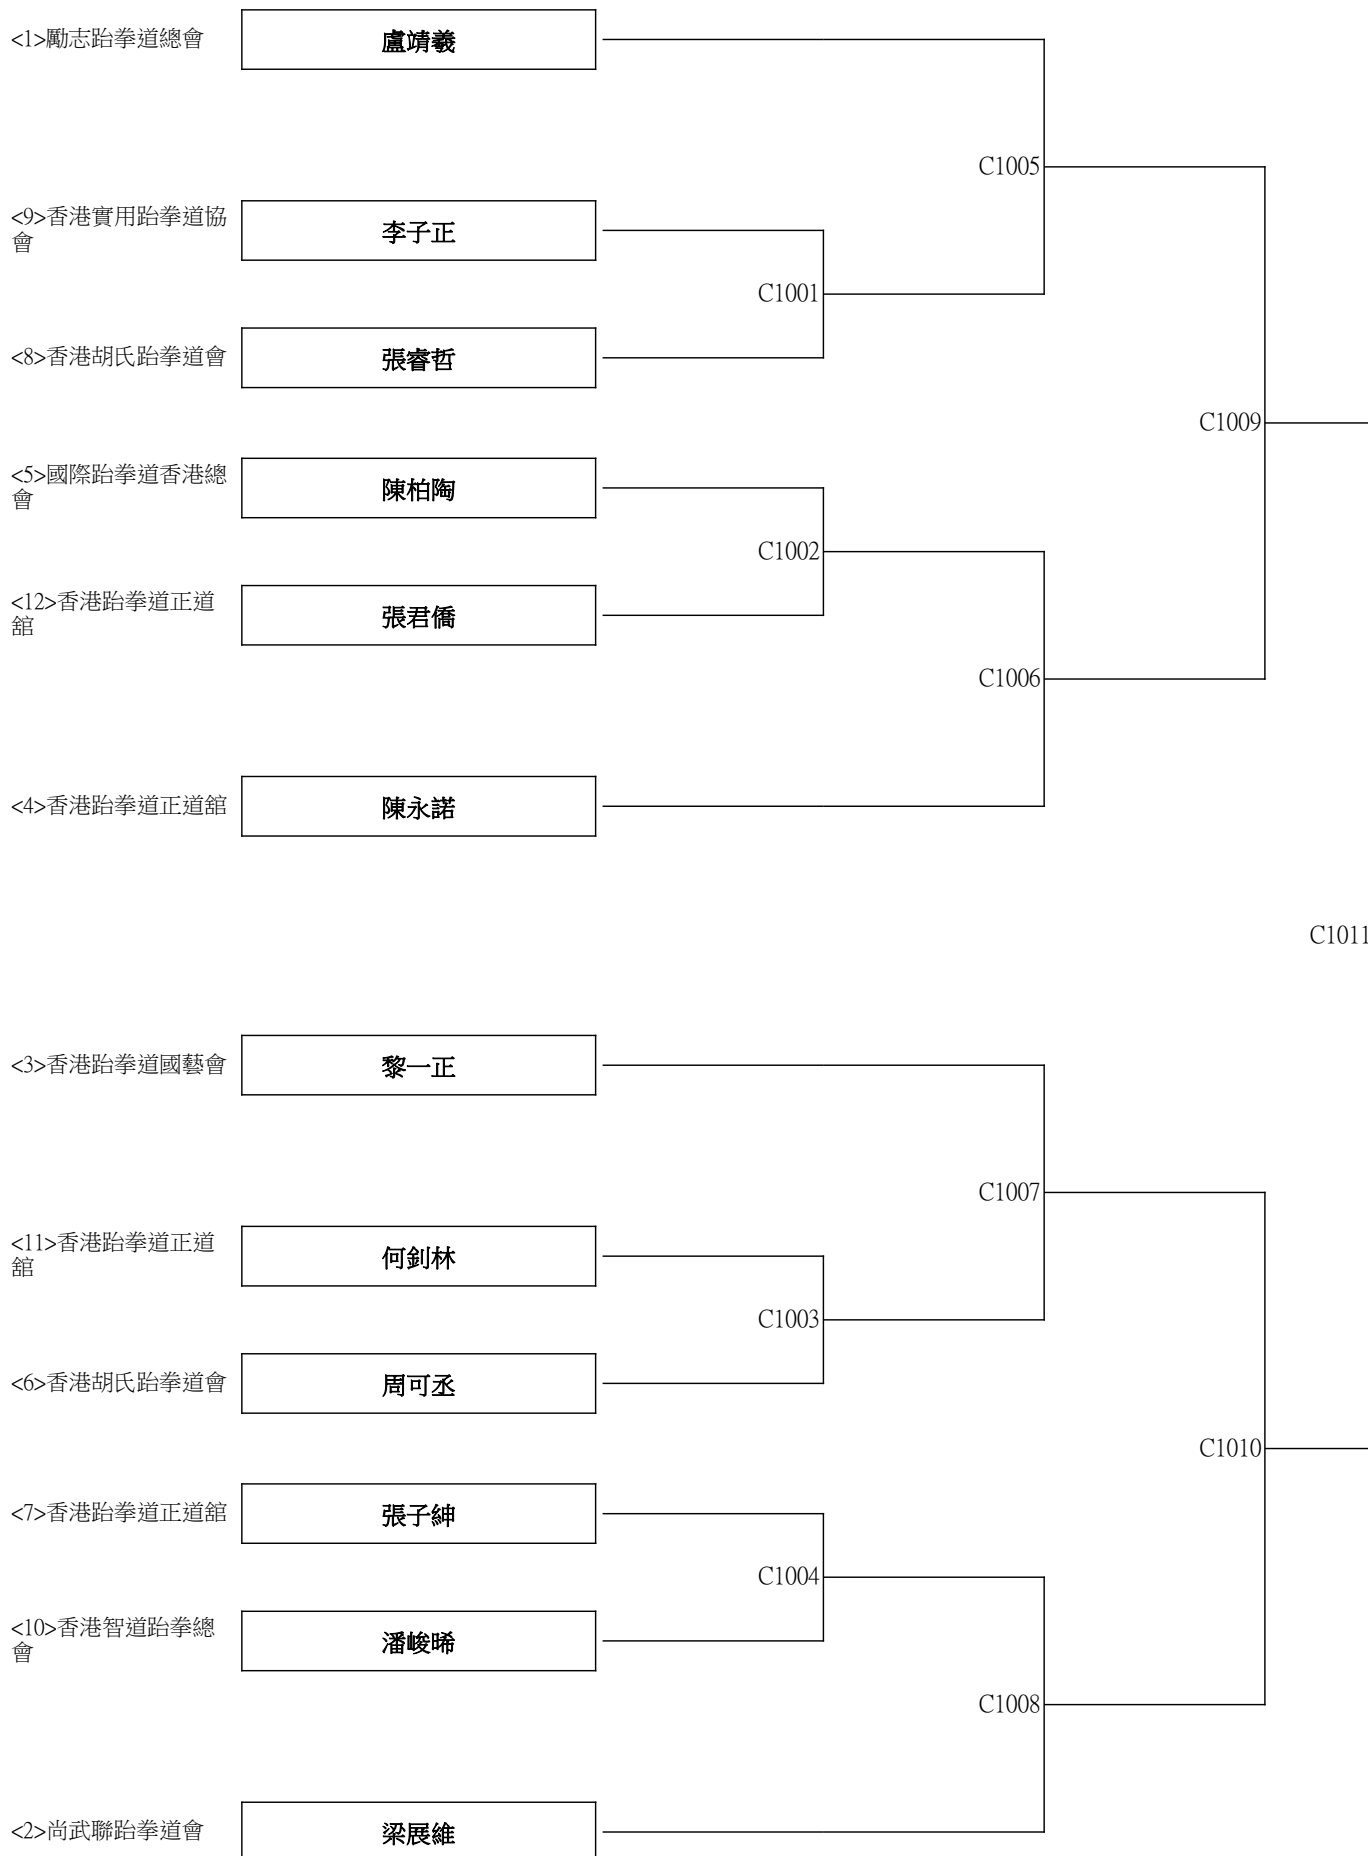 <1>勵志跆拳道總會
盧靖羲
C1005
<9>香港實用跆拳道協
會
李子正
C1001
<8>香港胡氏跆拳道會
張睿哲
C1009
<5>國際跆拳道香港總
會
陳柏陶
C1002
<12>香港跆拳道正道
舘
張君僑
C1006
<4>香港跆拳道正道舘
陳永諾
C1011
<3>香港跆拳道國藝會
黎一正
C1007
<11>香港跆拳道正道
舘
何釗林
C1003
<6>香港胡氏跆拳道會
周可丞
C1010
<7>香港跆拳道正道舘
張子紳
C1004
<10>香港智道跆拳總
會
潘峻晞
C1008
<2>尚武聯跆拳道會
梁展維